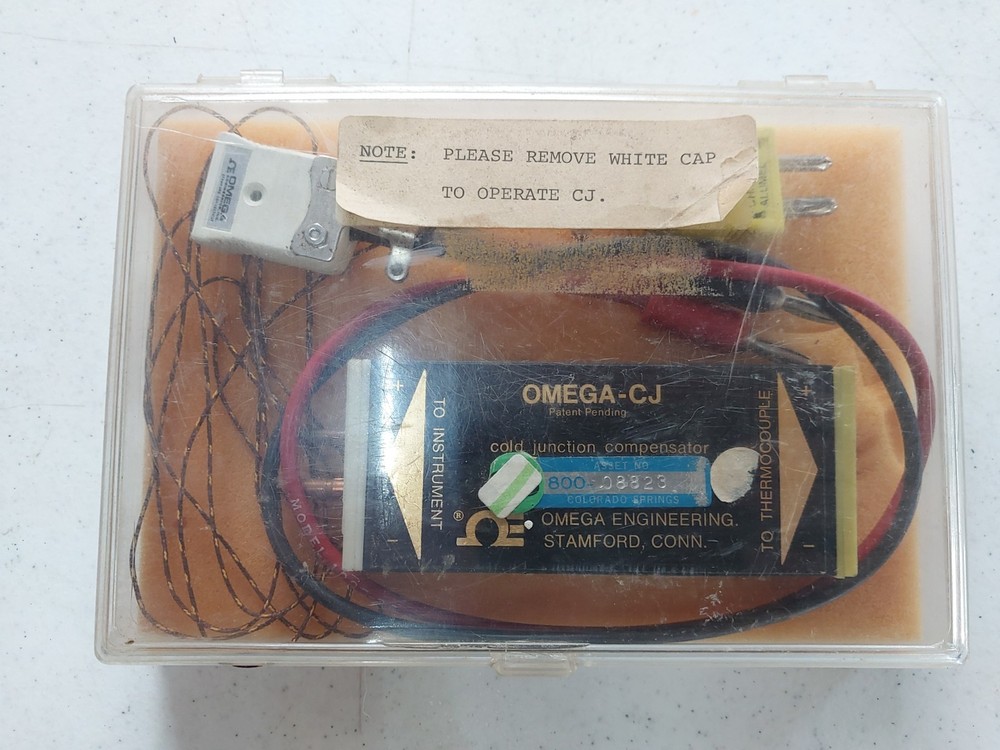 NOTE: PLEASE REMOVE WHITE CAP
TO OPERATE CJ.
OMEGA
+
TO INSTRUMENT
-
OMEGA-CJ
Patent Pending
cold junction compensator
ASSET NO
800-08823
COLORADO SPRINGS
®
OMEGA ENGINEERING.
STAMFORD, CONN.
+
TO THERMOCOUPLE
-
MODEL